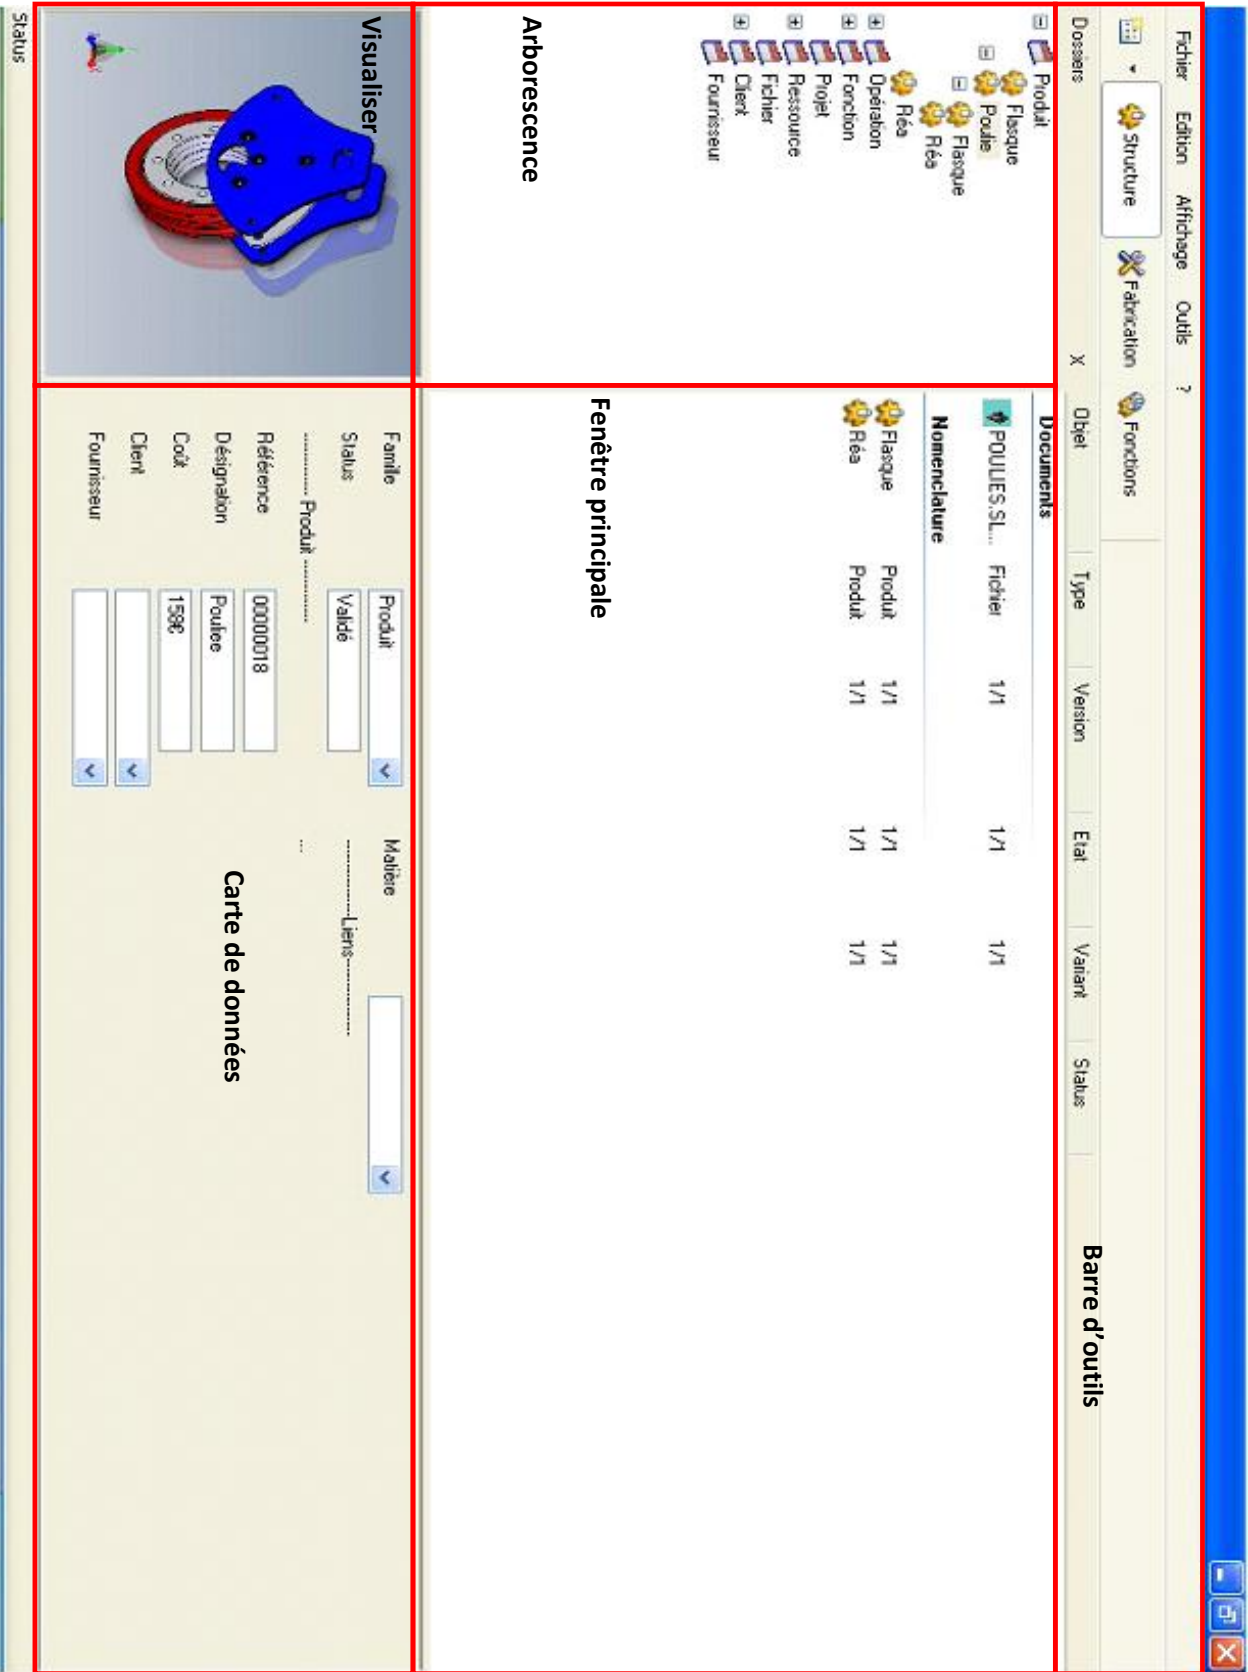 Fichier Edition Affichage Outils ?
Structure Fabrication Fonctions
Barre d'outils
Dossiers X
Objet Type Version Etat Variant Status
Produit
Flasque
Poulie
Flasque
Réa
Réa
Opération
Fonction
Projet
Ressource
Fichier
Client
Fournisseur
Arborescence
Documents
POULIES.SL... Fichier 1/1 1/1 1/1
Nomenclature
Flasque Produit 1/1 1/1 1/1
Réa Produit 1/1 1/1 1/1
Fenêtre principale
Visualiser
Famille Produit Matière
Status Validé ------------Liens------------
------------ Produit ------------ ...
Référence 00000018
Désignation Pouliee
Coût 159€
Client
Fournisseur
Carte de données
Status